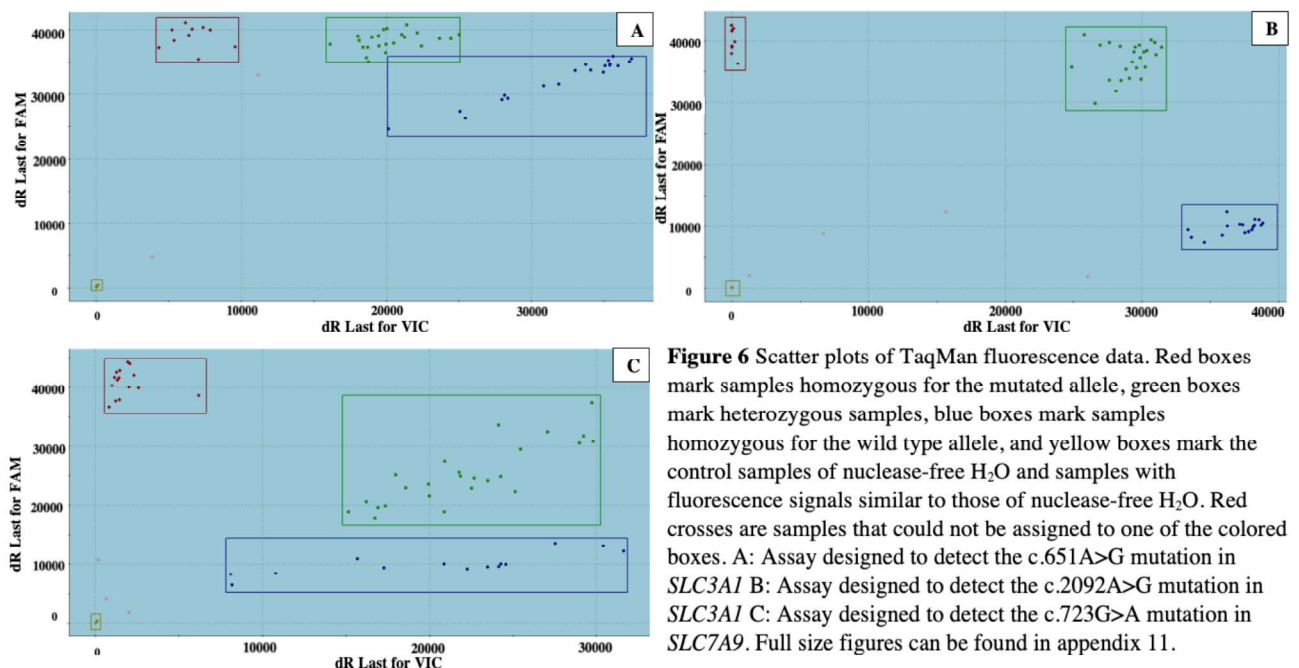 A
40000
30000
20000
10000
0
dR Last for FAM
0
10000
20000
30000
dR Last for VIC
B
40000
30000
20000
10000
0
dR Last for FAM
0
10000
20000
30000
40000
dR Last for VIC
C
40000
30000
20000
10000
0
dR Last for FAM
0
10000
20000
30000
dR Last for VIC
Figure 6 Scatter plots of TaqMan fluorescence data. Red boxes
mark samples homozygous for the mutated allele, green boxes
mark heterozygous samples, blue boxes mark samples
homozygous for the wild type allele, and yellow boxes mark the
control samples of nuclease-free H₂O and samples with
fluorescence signals similar to those of nuclease-free H₂O. Red
crosses are samples that could not be assigned to one of the colored
boxes. A: Assay designed to detect the c.651A>G mutation in
SLC3A1 B: Assay designed to detect the c.2092A>G mutation in
SLC3A1 C: Assay designed to detect the c.723G>A mutation in
SLC7A9. Full size figures can be found in appendix 11.